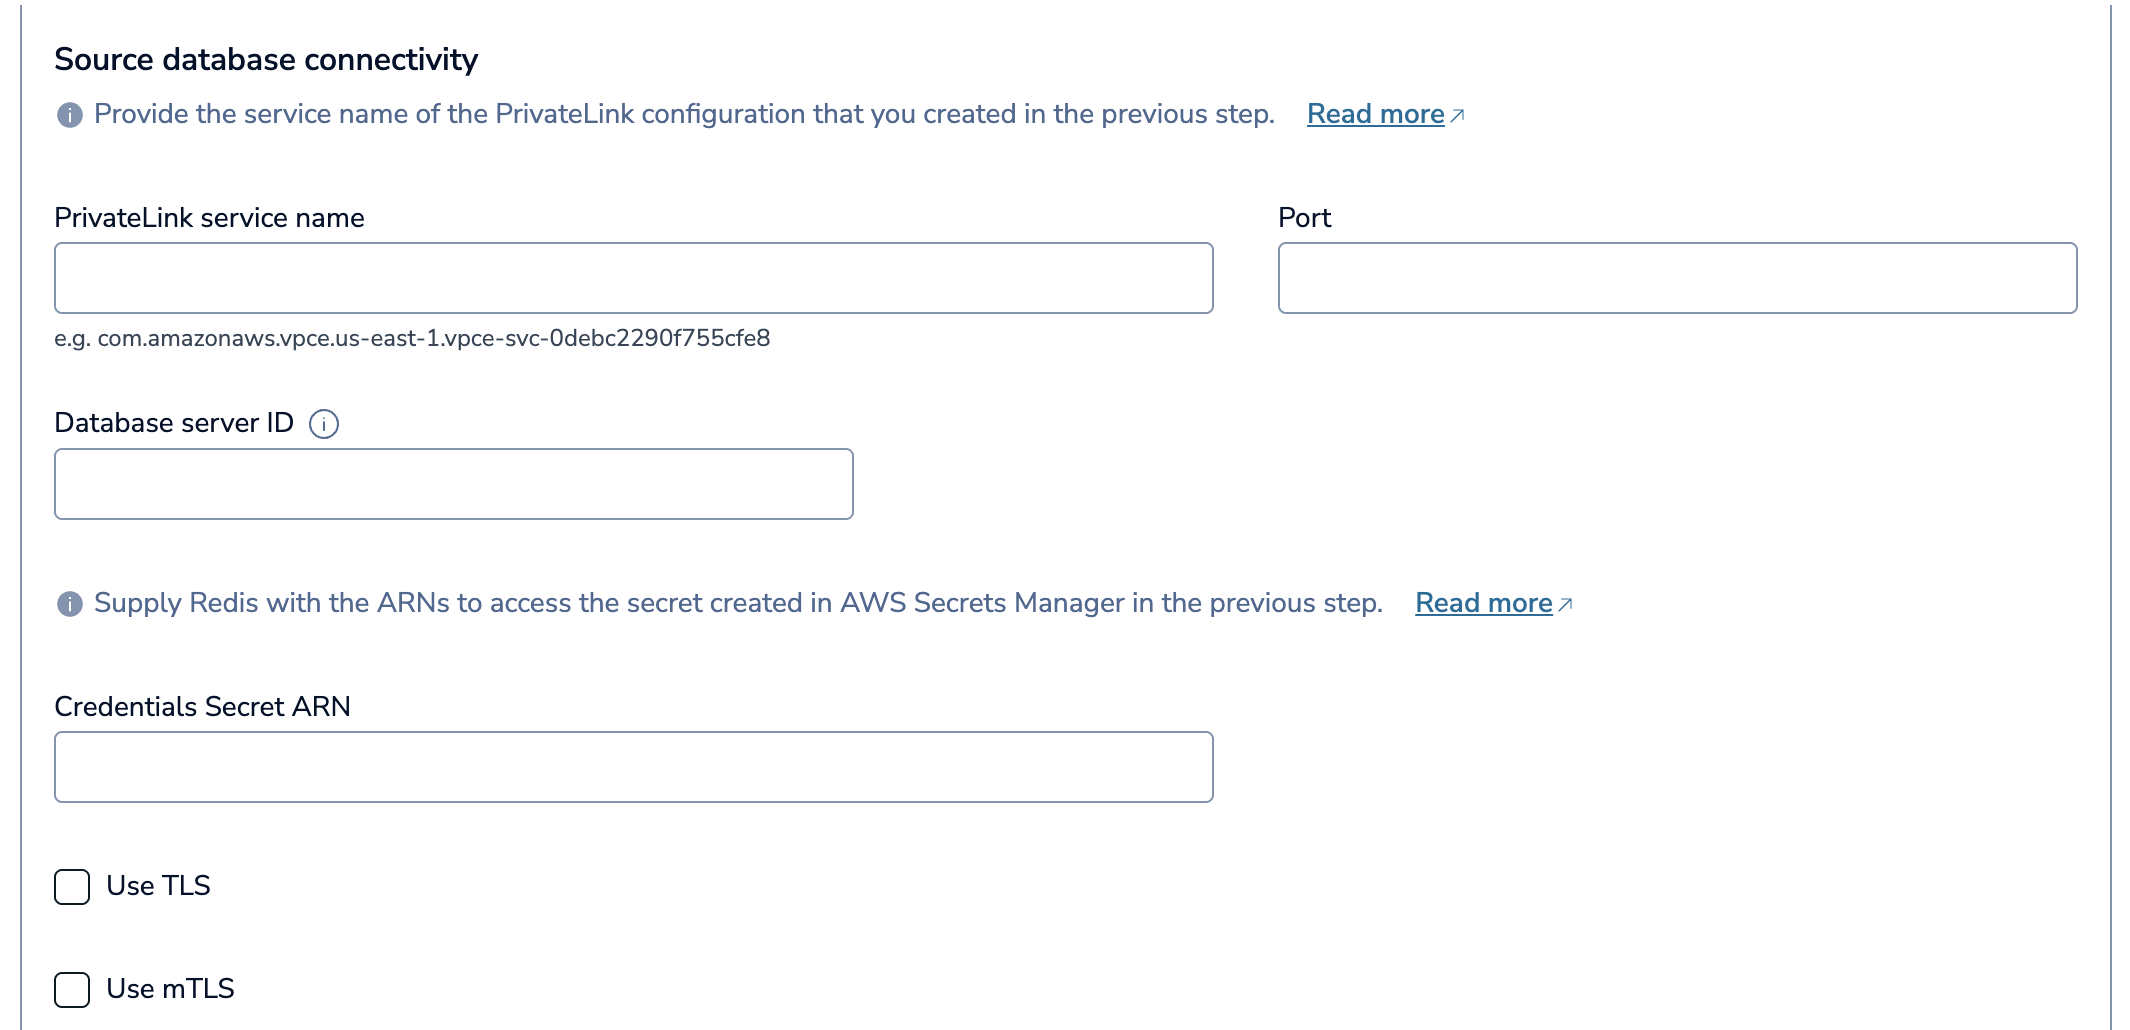 Source database connectivity
Provide the service name of the PrivateLink configuration that you created in the previous step. Read more
PrivateLink service name
Port
e.g. com.amazonaws.vpce.us-east-1.vpce-svc-0debc2290f755cfe8
Database server ID
Supply Redis with the ARNs to access the secret created in AWS Secrets Manager in the previous step. Read more
Credentials Secret ARN
Use TLS
Use mTLS